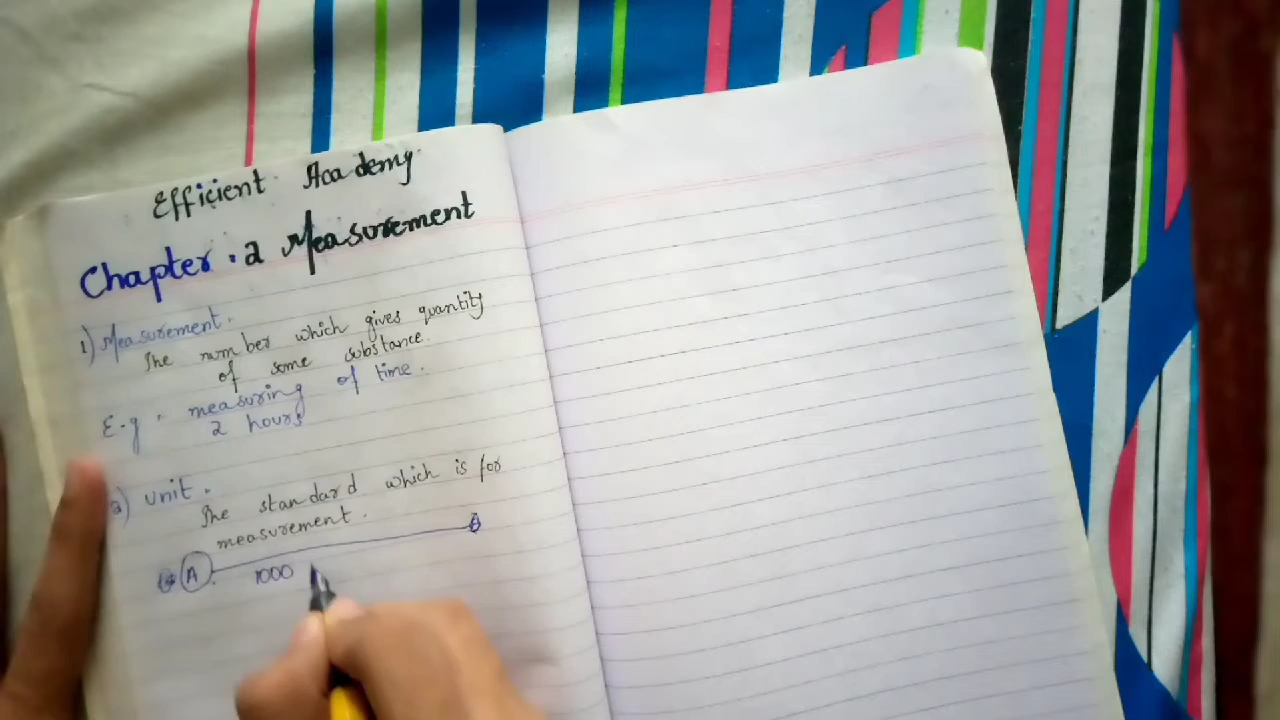 Efficient Academy
Chapter . 2 Measurement
1) Measurement.
The number which gives quantity
of some substance.
E.g. measuring of time.
2 hours
2) unit.
The standard which is for
measurement.
A B
1000